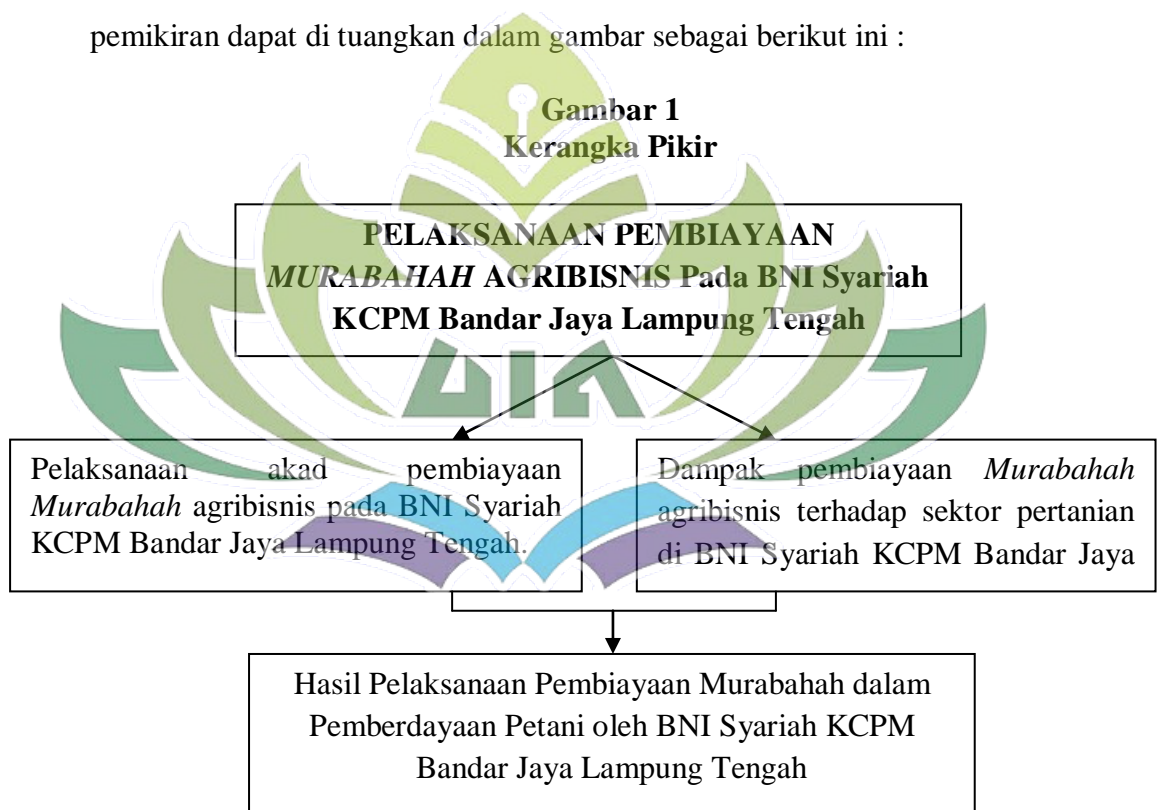 pemikiran dapat di tuangkan dalam gambar sebagai berikut ini :
Gambar 1
Kerangka Pikir
PELAKSANAAN PEMBIAYAAN
MURABAHAH AGRIBISNIS Pada BNI Syariah
KCPM Bandar Jaya Lampung Tengah
UIN
Pelaksanaan akad pembiayaan
Murabahah agribisnis pada BNI Syariah
KCPM Bandar Jaya Lampung Tengah.
Dampak pembiayaan Murabahah
agribisnis terhadap sektor pertanian
di BNI Syariah KCPM Bandar Jaya
Hasil Pelaksanaan Pembiayaan Murabahah dalam
Pemberdayaan Petani oleh BNI Syariah KCPM
Bandar Jaya Lampung Tengah